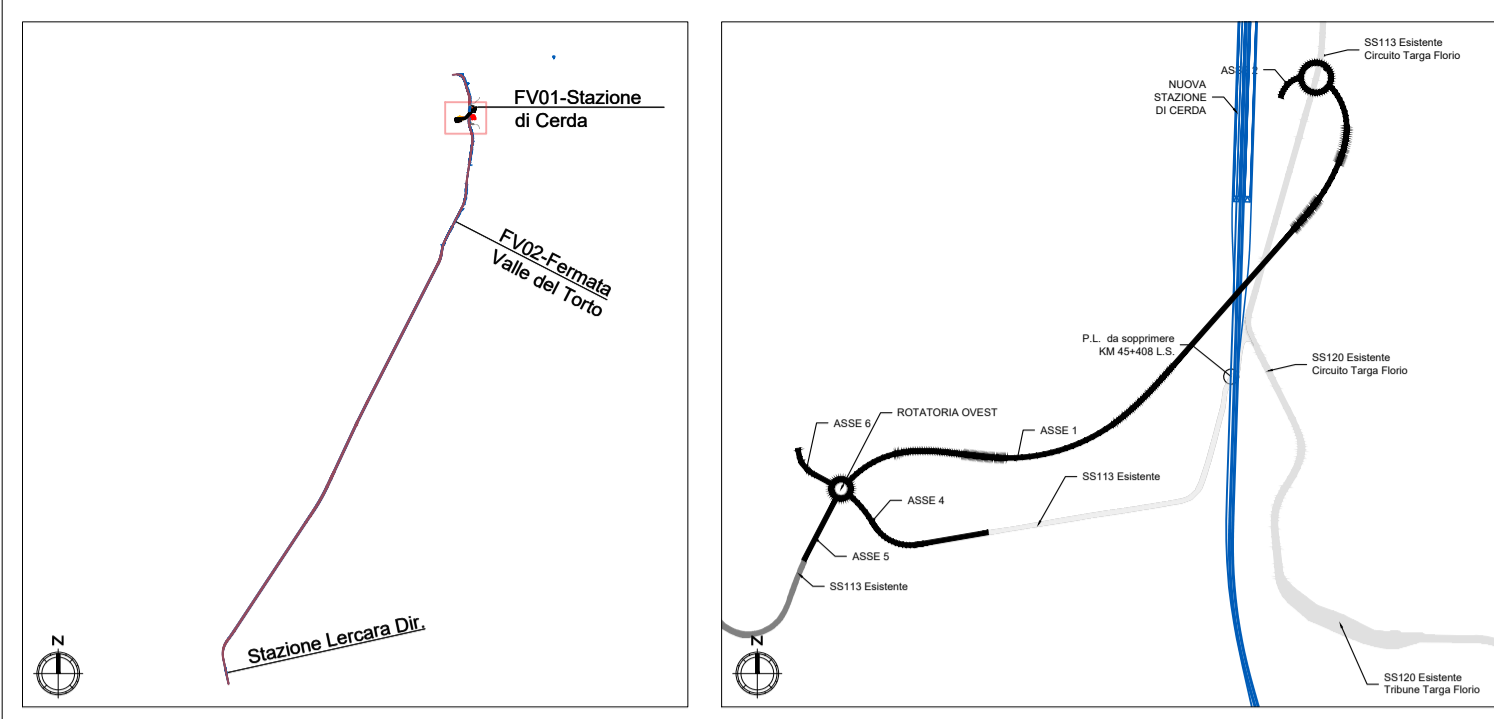 FV01-Stazione
di Cerda
FV02-Fermata
Valle del Torto
Stazione Lercara Dir.
N
SS113 Esistente
Circuito Targa Florio
NUOVA
STAZIONE
DI CERDA
P.L. da sopprimere
KM 45+408 L.S.
SS120 Esistente
Circuito Targa Florio
ROTATORIA OVEST
ASSE 6
ASSE 1
SS113 Esistente
ASSE 4
ASSE 5
SS113 Esistente
N
SS120 Esistente
Tribune Targa Florio